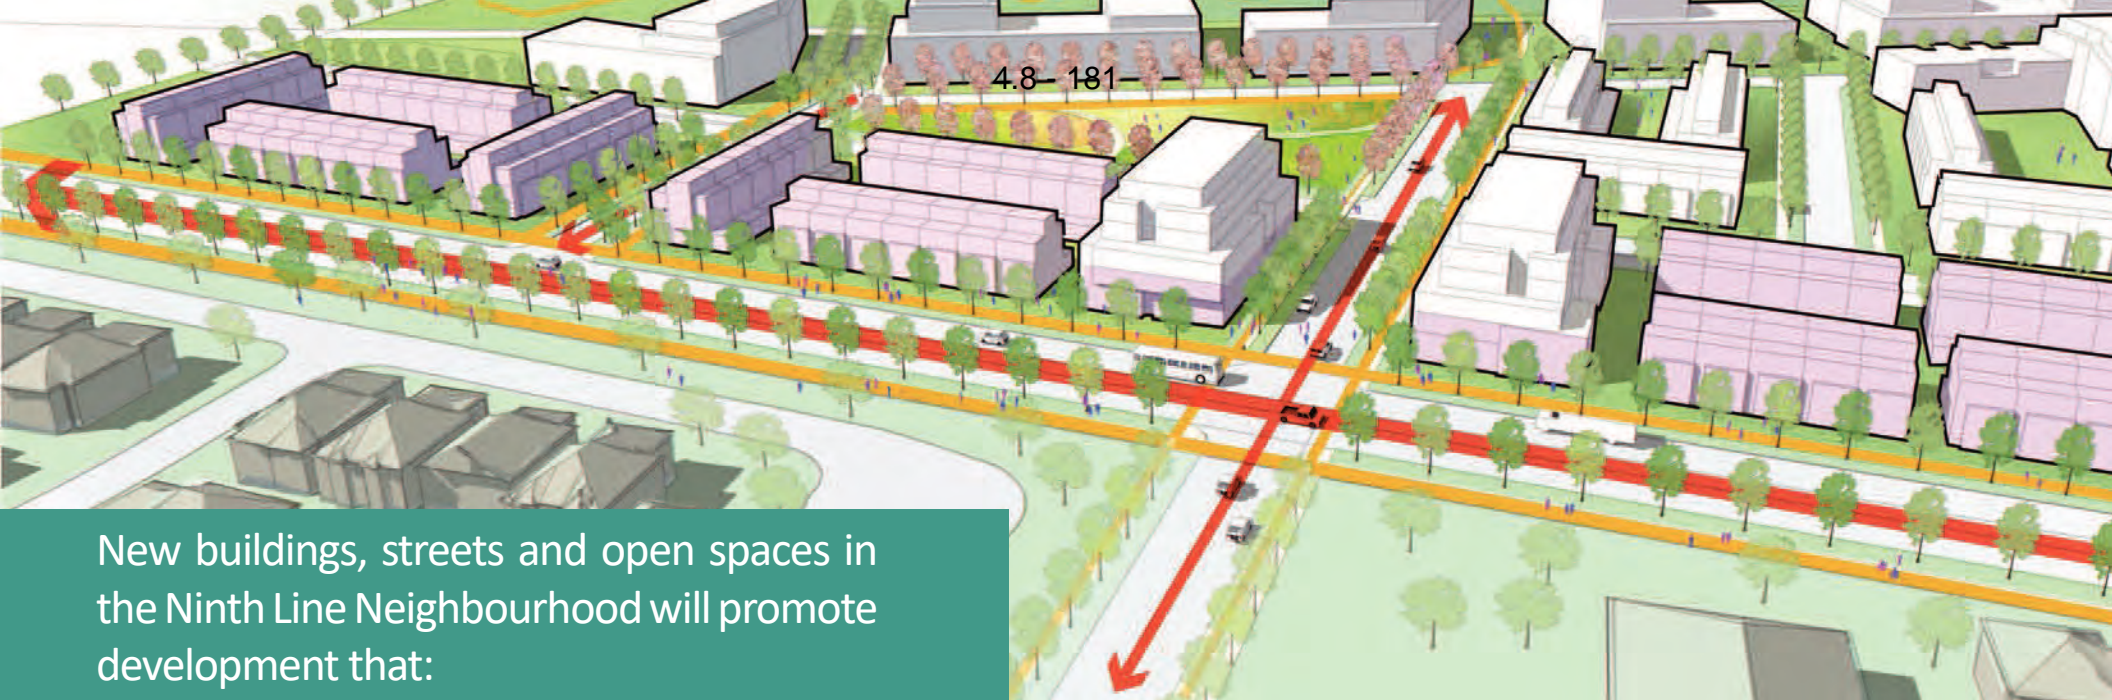 4.8 - 181
New buildings, streets and open spaces in
the Ninth Line Neighbourhood will promote
development that: